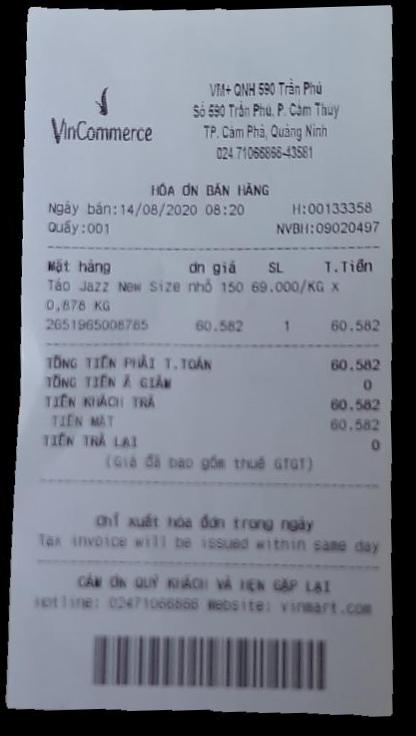 VinCommerce
VM+ QNH 590 Trần Phú
Số 590 Trần Phú, P. Cẩm Thủy
TP. Cẩm Phả, Quảng Ninh
024.71066866-43581
HÓA ƠN BÁN HÀNG
Ngày bán:14/08/2020 08:20 H:00133358
Quầy:001 NVBH:09020497
Mặt hàng ơn giá SL T.Tiền
Táo Jazz New Size nhỏ 150 69.000/KG X
0,878 KG
2651965008785 60.582 1 60.582
TỔNG TIỀN PHẢI T.TOÁN 60.582
TỔNG TIỀN Ã GIẢM 0
TIỀN KHÁCH TRẢ 60.582
TIỀN MẶT 60.582
TIỀN TRẢ LẠI 0
(Giá đã bao gồm thuế GTGT)
Chỉ xuất hóa đơn trong ngày
Tax invoice will be issued within same day
CẢM ƠN QUÝ KHÁCH VÀ HẸN GẶP LẠI
Hotline: 02471066866 Website: vinmart.com